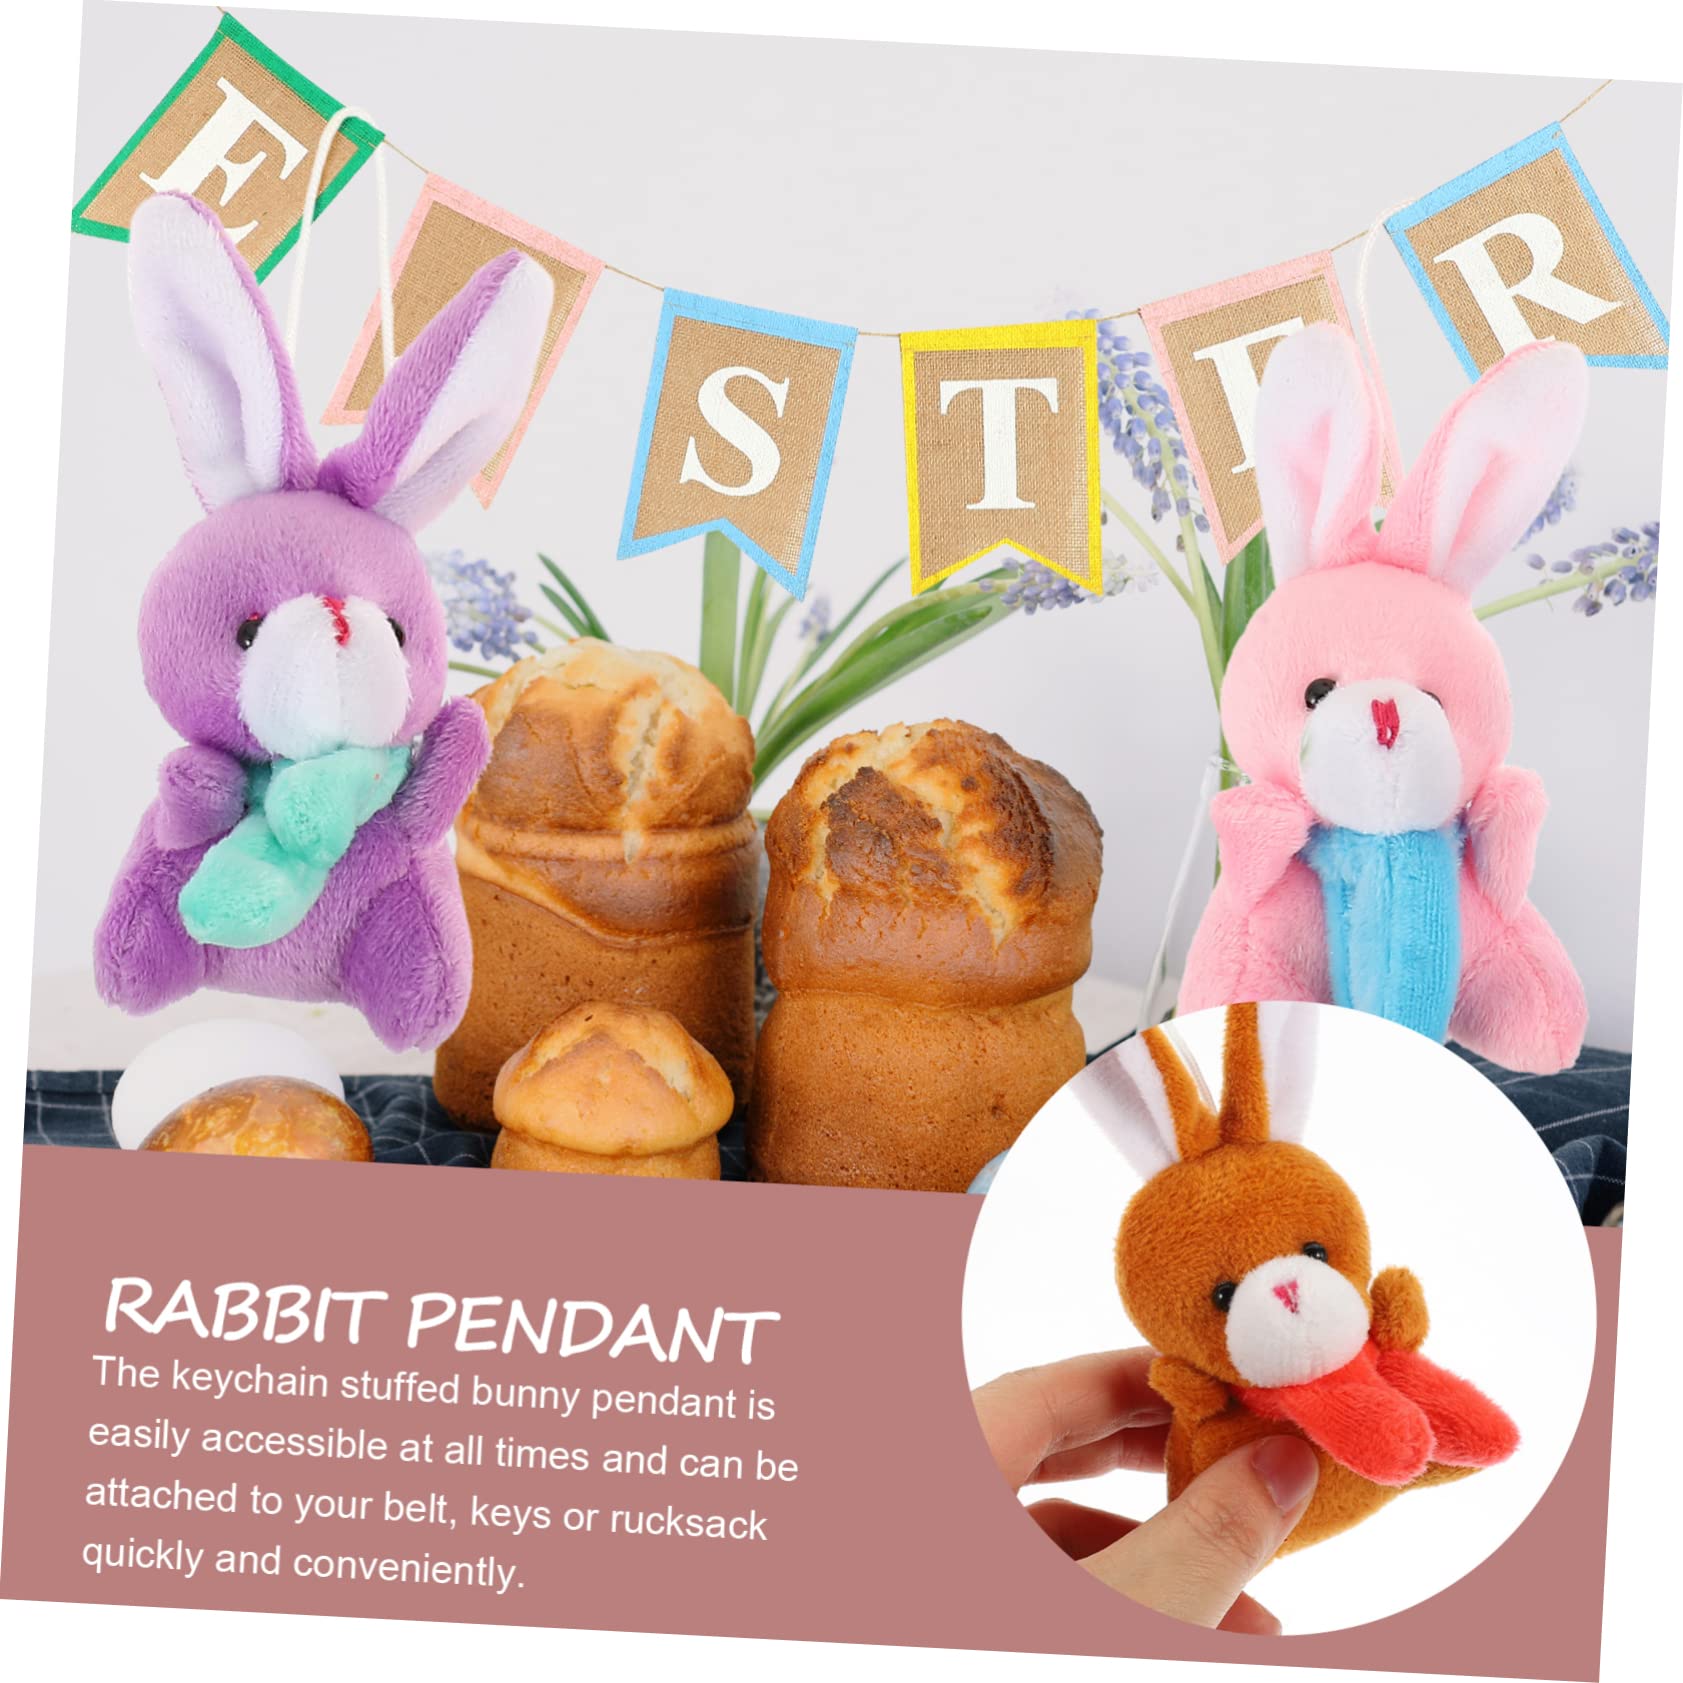 E STER
RABBIT PENDANT
The keychain stuffed bunny pendant is
easily accessible at all times and can be
attached to your belt, keys or rucksack
quickly and conveniently.